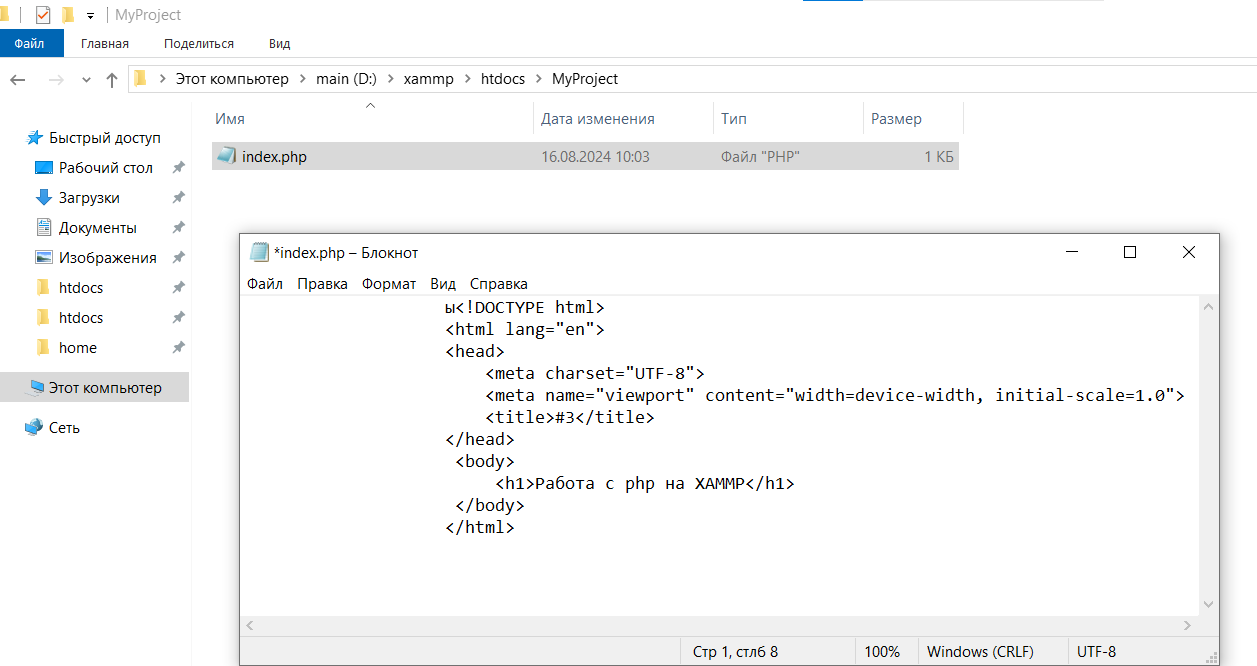 MyProject
Файл Главная Поделиться Вид
Этот компьютер main (D:) xammp htdocs MyProject
Имя Дата изменения Тип Размер
Быстрый доступ
index.php 16.08.2024 10:03 Файл "PHP" 1 КБ
Рабочий стол
Загрузки
Документы
Изображения
htdocs
htdocs
home
Этот компьютер
Сеть
*index.php – Блокнот
Файл Правка Формат Вид Справка
ы<!DOCTYPE html>
<html lang="en">
<head>
<meta charset="UTF-8">
<meta name="viewport" content="width=device-width, initial-scale=1.0">
<title>#3</title>
</head>
<body>
<h1>Работа с php на XAMMP</h1>
</body>
</html>
Стр 1, стлб 8 100% Windows (CRLF) UTF-8